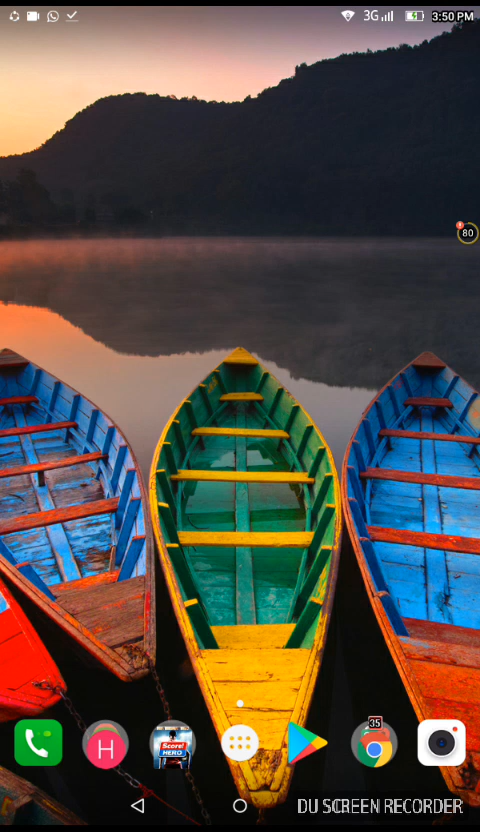 3G 3:50 PM
80
35
H
Score!
HERO
DU SCREEN RECORDER